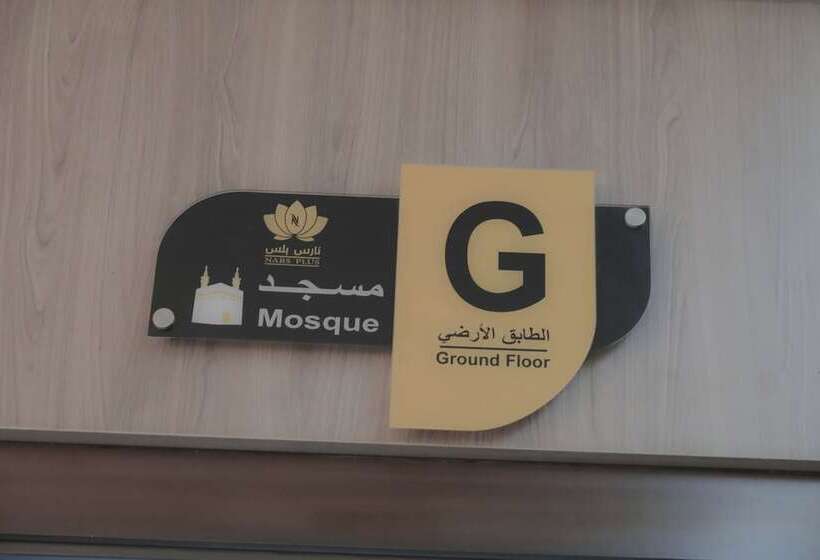 N
نارس بلس
NARS PLUS
مسجد
Mosque
G
الطابق الأرضي
Ground Floor